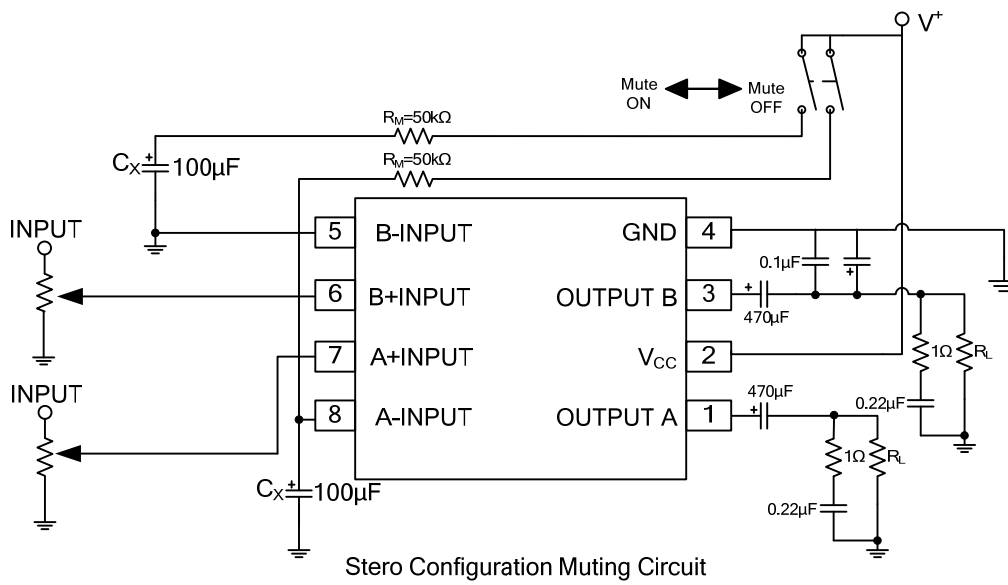 V+
Mute ON
Mute OFF
RM=50kΩ
RM=50kΩ
CX + 100µF
INPUT
5 B-INPUT
GND 4
0.1µF
+
6 B+INPUT
OUTPUT B 3
+
470µF
7 A+INPUT
VCC 2
1Ω
RL
INPUT
470µF
0.22µF
8 A-INPUT
OUTPUT A 1
+
1Ω
RL
CX + 100µF
0.22µF
Stero Configuration Muting Circuit